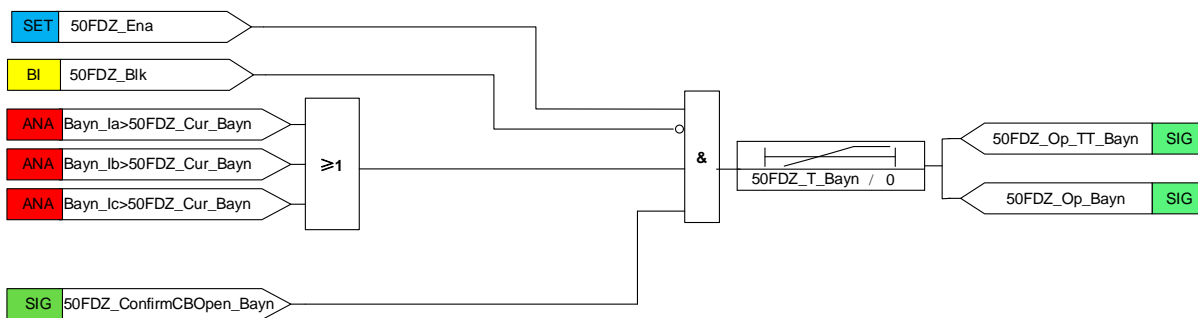 SET 50FDZ_Ena
BI 50FDZ_Blk
ANA Bayn_Ia>50FDZ_Cur_Bayn
ANA Bayn_Ib>50FDZ_Cur_Bayn
ANA Bayn_Ic>50FDZ_Cur_Bayn
≥1
&
50FDZ_T_Bayn / 0
50FDZ_Op_TT_Bayn SIG
50FDZ_Op_Bayn SIG
SIG 50FDZ_ConfirmCBOpen_Bayn